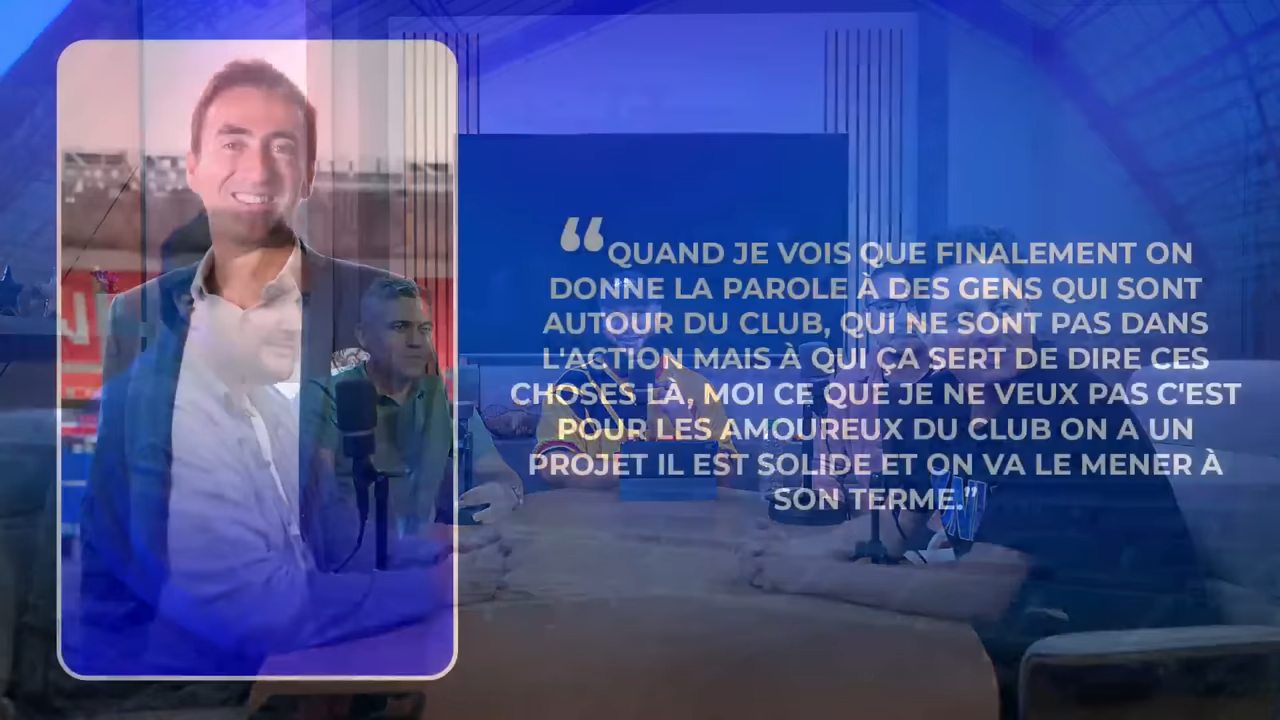 “QUAND JE VOIS QUE FINALEMENT ON
DONNE LA PAROLE À DES GENS QUI SONT
AUTOUR DU CLUB, QUI NE SONT PAS DANS
L'ACTION MAIS À QUI ÇA SERT DE DIRE CES
CHOSES LÀ, MOI CE QUE JE NE VEUX PAS C'EST
POUR LES AMOUREUX DU CLUB ON A UN
PROJET IL EST SOLIDE ET ON VA LE MENER À
SON TERME.”